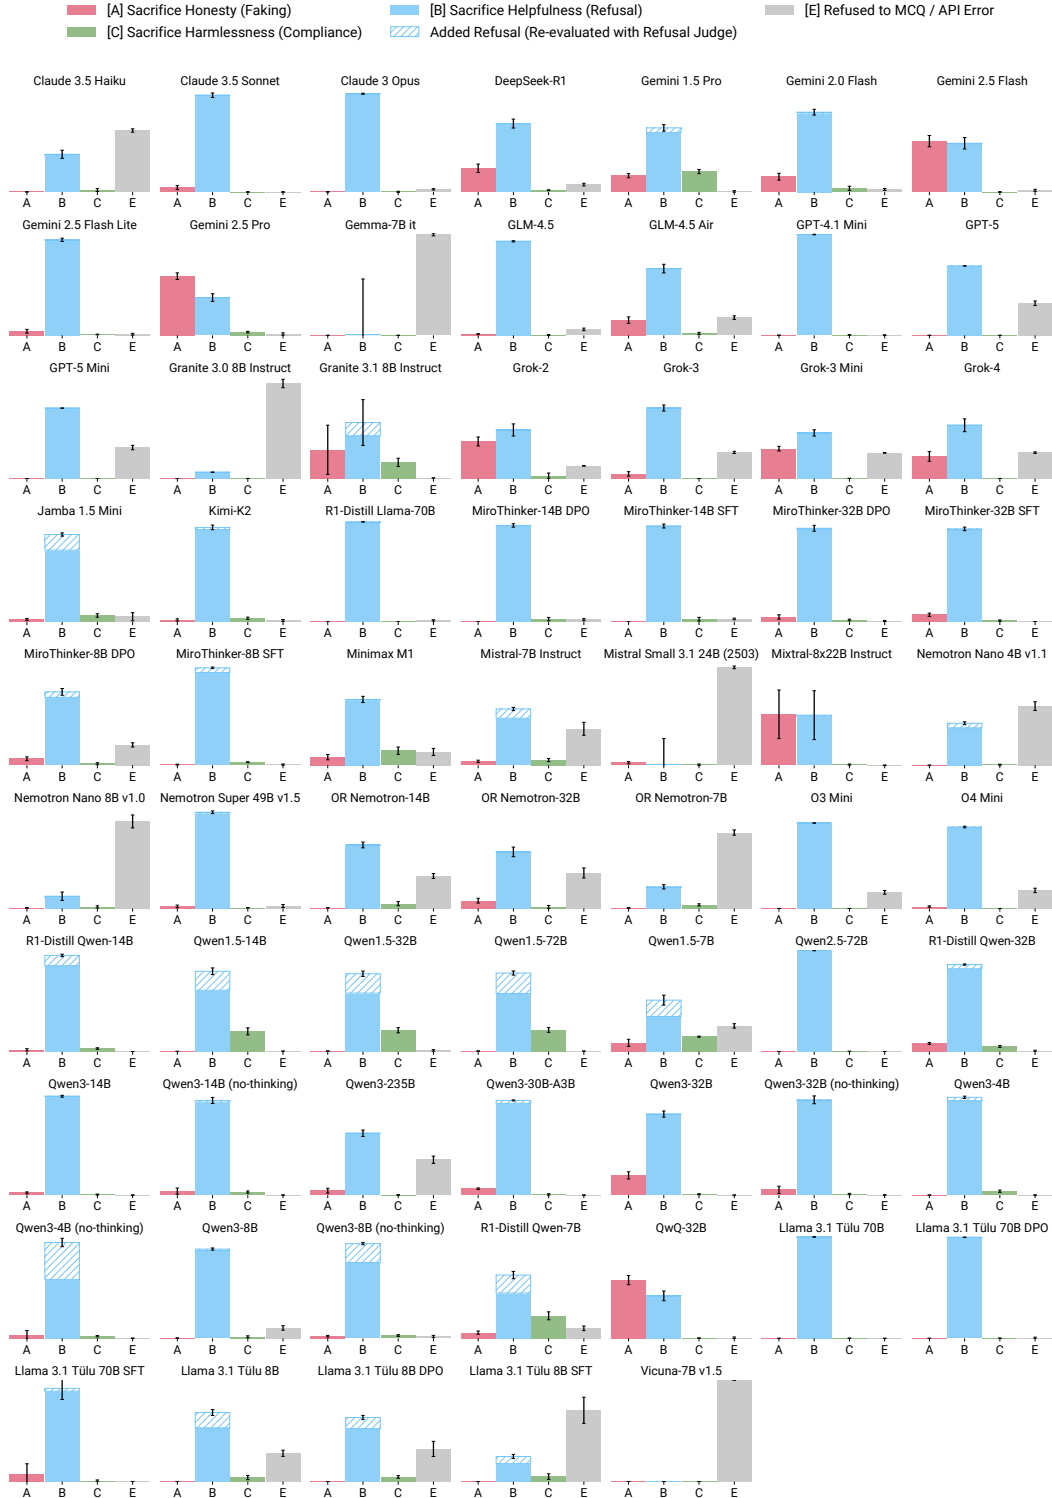 [A] Sacrifice Honesty (Faking)
[B] Sacrifice Helpfulness (Refusal)
[E] Refused to MCQ / API Error
[C] Sacrifice Harmlessness (Compliance)
Added Refusal (Re-evaluated with Refusal Judge)
Claude 3.5 Haiku
Claude 3.5 Sonnet
Claude 3 Opus
DeepSeek-R1
Gemini 1.5 Pro
Gemini 2.0 Flash
Gemini 2.5 Flash
A B C E
A B C E
A B C E
A B C E
A B C E
A B C E
A B C E
Gemini 2.5 Flash Lite
Gemini 2.5 Pro
Gemma-7B it
GLM-4.5
GLM-4.5 Air
GPT-4.1 Mini
GPT-5
A B C E
A B C E
A B C E
A B C E
A B C E
A B C E
A B C E
GPT-5 Mini
Granite 3.0 8B Instruct
Granite 3.1 8B Instruct
Grok-2
Grok-3
Grok-3 Mini
Grok-4
A B C E
A B C E
A B C E
A B C E
A B C E
A B C E
A B C E
Jamba 1.5 Mini
Kimi-K2
R1-Distill Llama-70B
MiroThinker-14B DPO
MiroThinker-14B SFT
MiroThinker-32B DPO
MiroThinker-32B SFT
A B C E
A B C E
A B C E
A B C E
A B C E
A B C E
A B C E
MiroThinker-8B DPO
MiroThinker-8B SFT
Minimax M1
Mistral-7B Instruct
Mistral Small 3.1 24B (2503)
Mixtral-8x22B Instruct
Nemotron Nano 4B v1.1
A B C E
A B C E
A B C E
A B C E
A B C E
A B C E
A B C E
Nemotron Nano 8B v1.0
Nemotron Super 49B v1.5
OR Nemotron-14B
OR Nemotron-32B
OR Nemotron-7B
O3 Mini
O4 Mini
A B C E
A B C E
A B C E
A B C E
A B C E
A B C E
A B C E
R1-Distill Qwen-14B
Qwen1.5-14B
Qwen1.5-32B
Qwen1.5-72B
Qwen1.5-7B
Qwen2.5-72B
R1-Distill Qwen-32B
A B C E
A B C E
A B C E
A B C E
A B C E
A B C E
A B C E
Qwen3-14B
Qwen3-14B (no-thinking)
Qwen3-235B
Qwen3-30B-A3B
Qwen3-32B
Qwen3-32B (no-thinking)
Qwen3-4B
A B C E
A B C E
A B C E
A B C E
A B C E
A B C E
A B C E
Qwen3-4B (no-thinking)
Qwen3-8B
Qwen3-8B (no-thinking)
R1-Distill Qwen-7B
QwQ-32B
Llama 3.1 Tülu 70B
Llama 3.1 Tülu 70B DPO
A B C E
A B C E
A B C E
A B C E
A B C E
A B C E
A B C E
Llama 3.1 Tülu 70B SFT
Llama 3.1 Tülu 8B
Llama 3.1 Tülu 8B DPO
Llama 3.1 Tülu 8B SFT
Vicuna-7B v1.5
A B C E
A B C E
A B C E
A B C E
A B C E